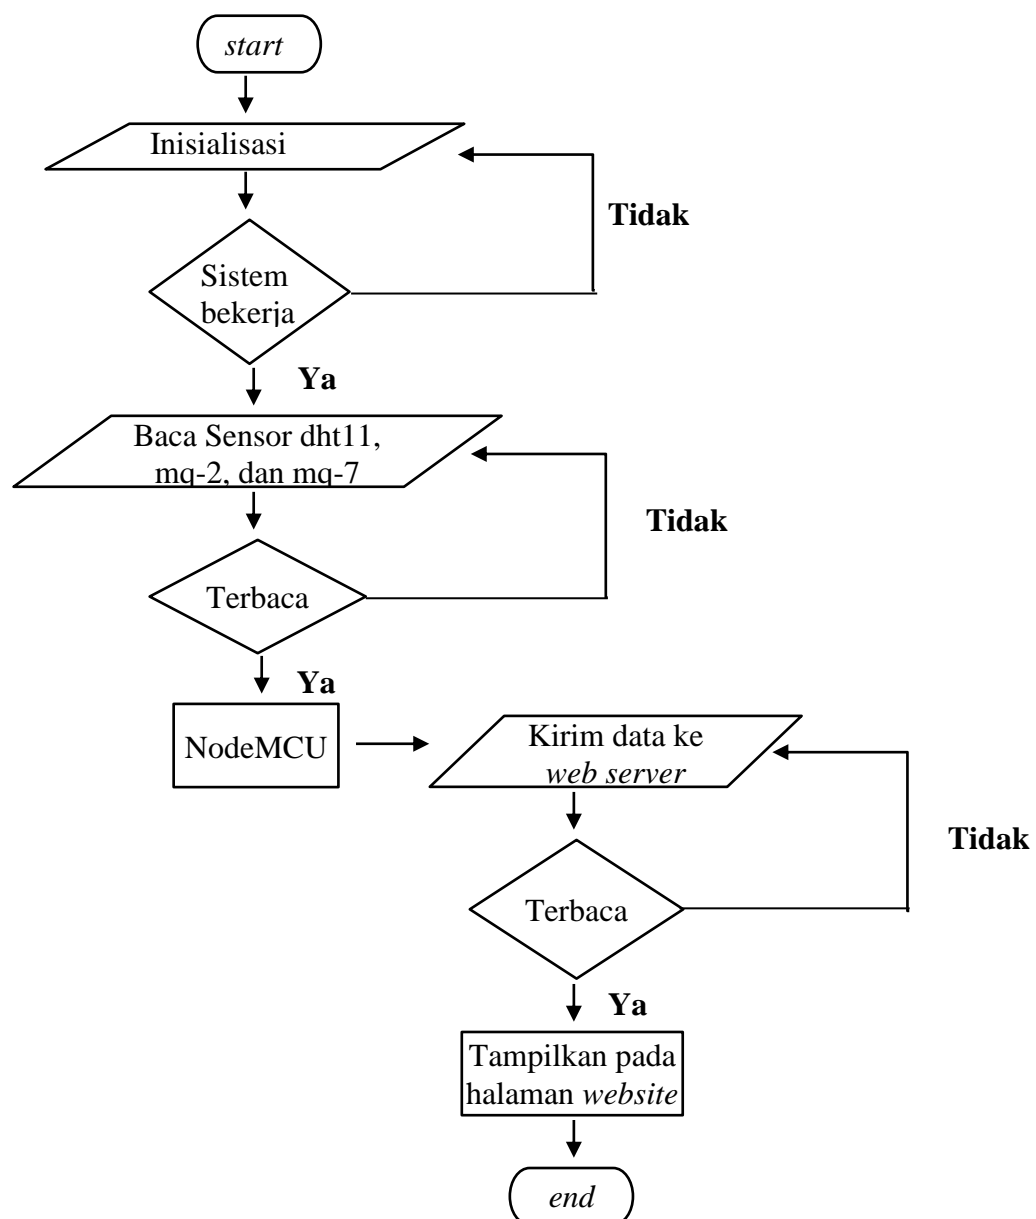 start
Inisialisasi
Tidak
Sistem
bekerja
Ya
Baca Sensor dht11,
mq-2, dan mq-7
Tidak
Terbaca
Ya
NodeMCU
Kirim data ke
web server
Tidak
Terbaca
Ya
Tampilkan pada
halaman website
end